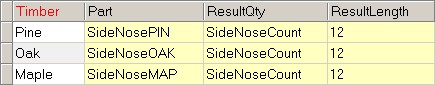 Timber Part ResultQty ResultLength
Pine SideNosePIN SideNoseCount 12
Oak SideNoseOAK SideNoseCount 12
Maple SideNoseMAP SideNoseCount 12